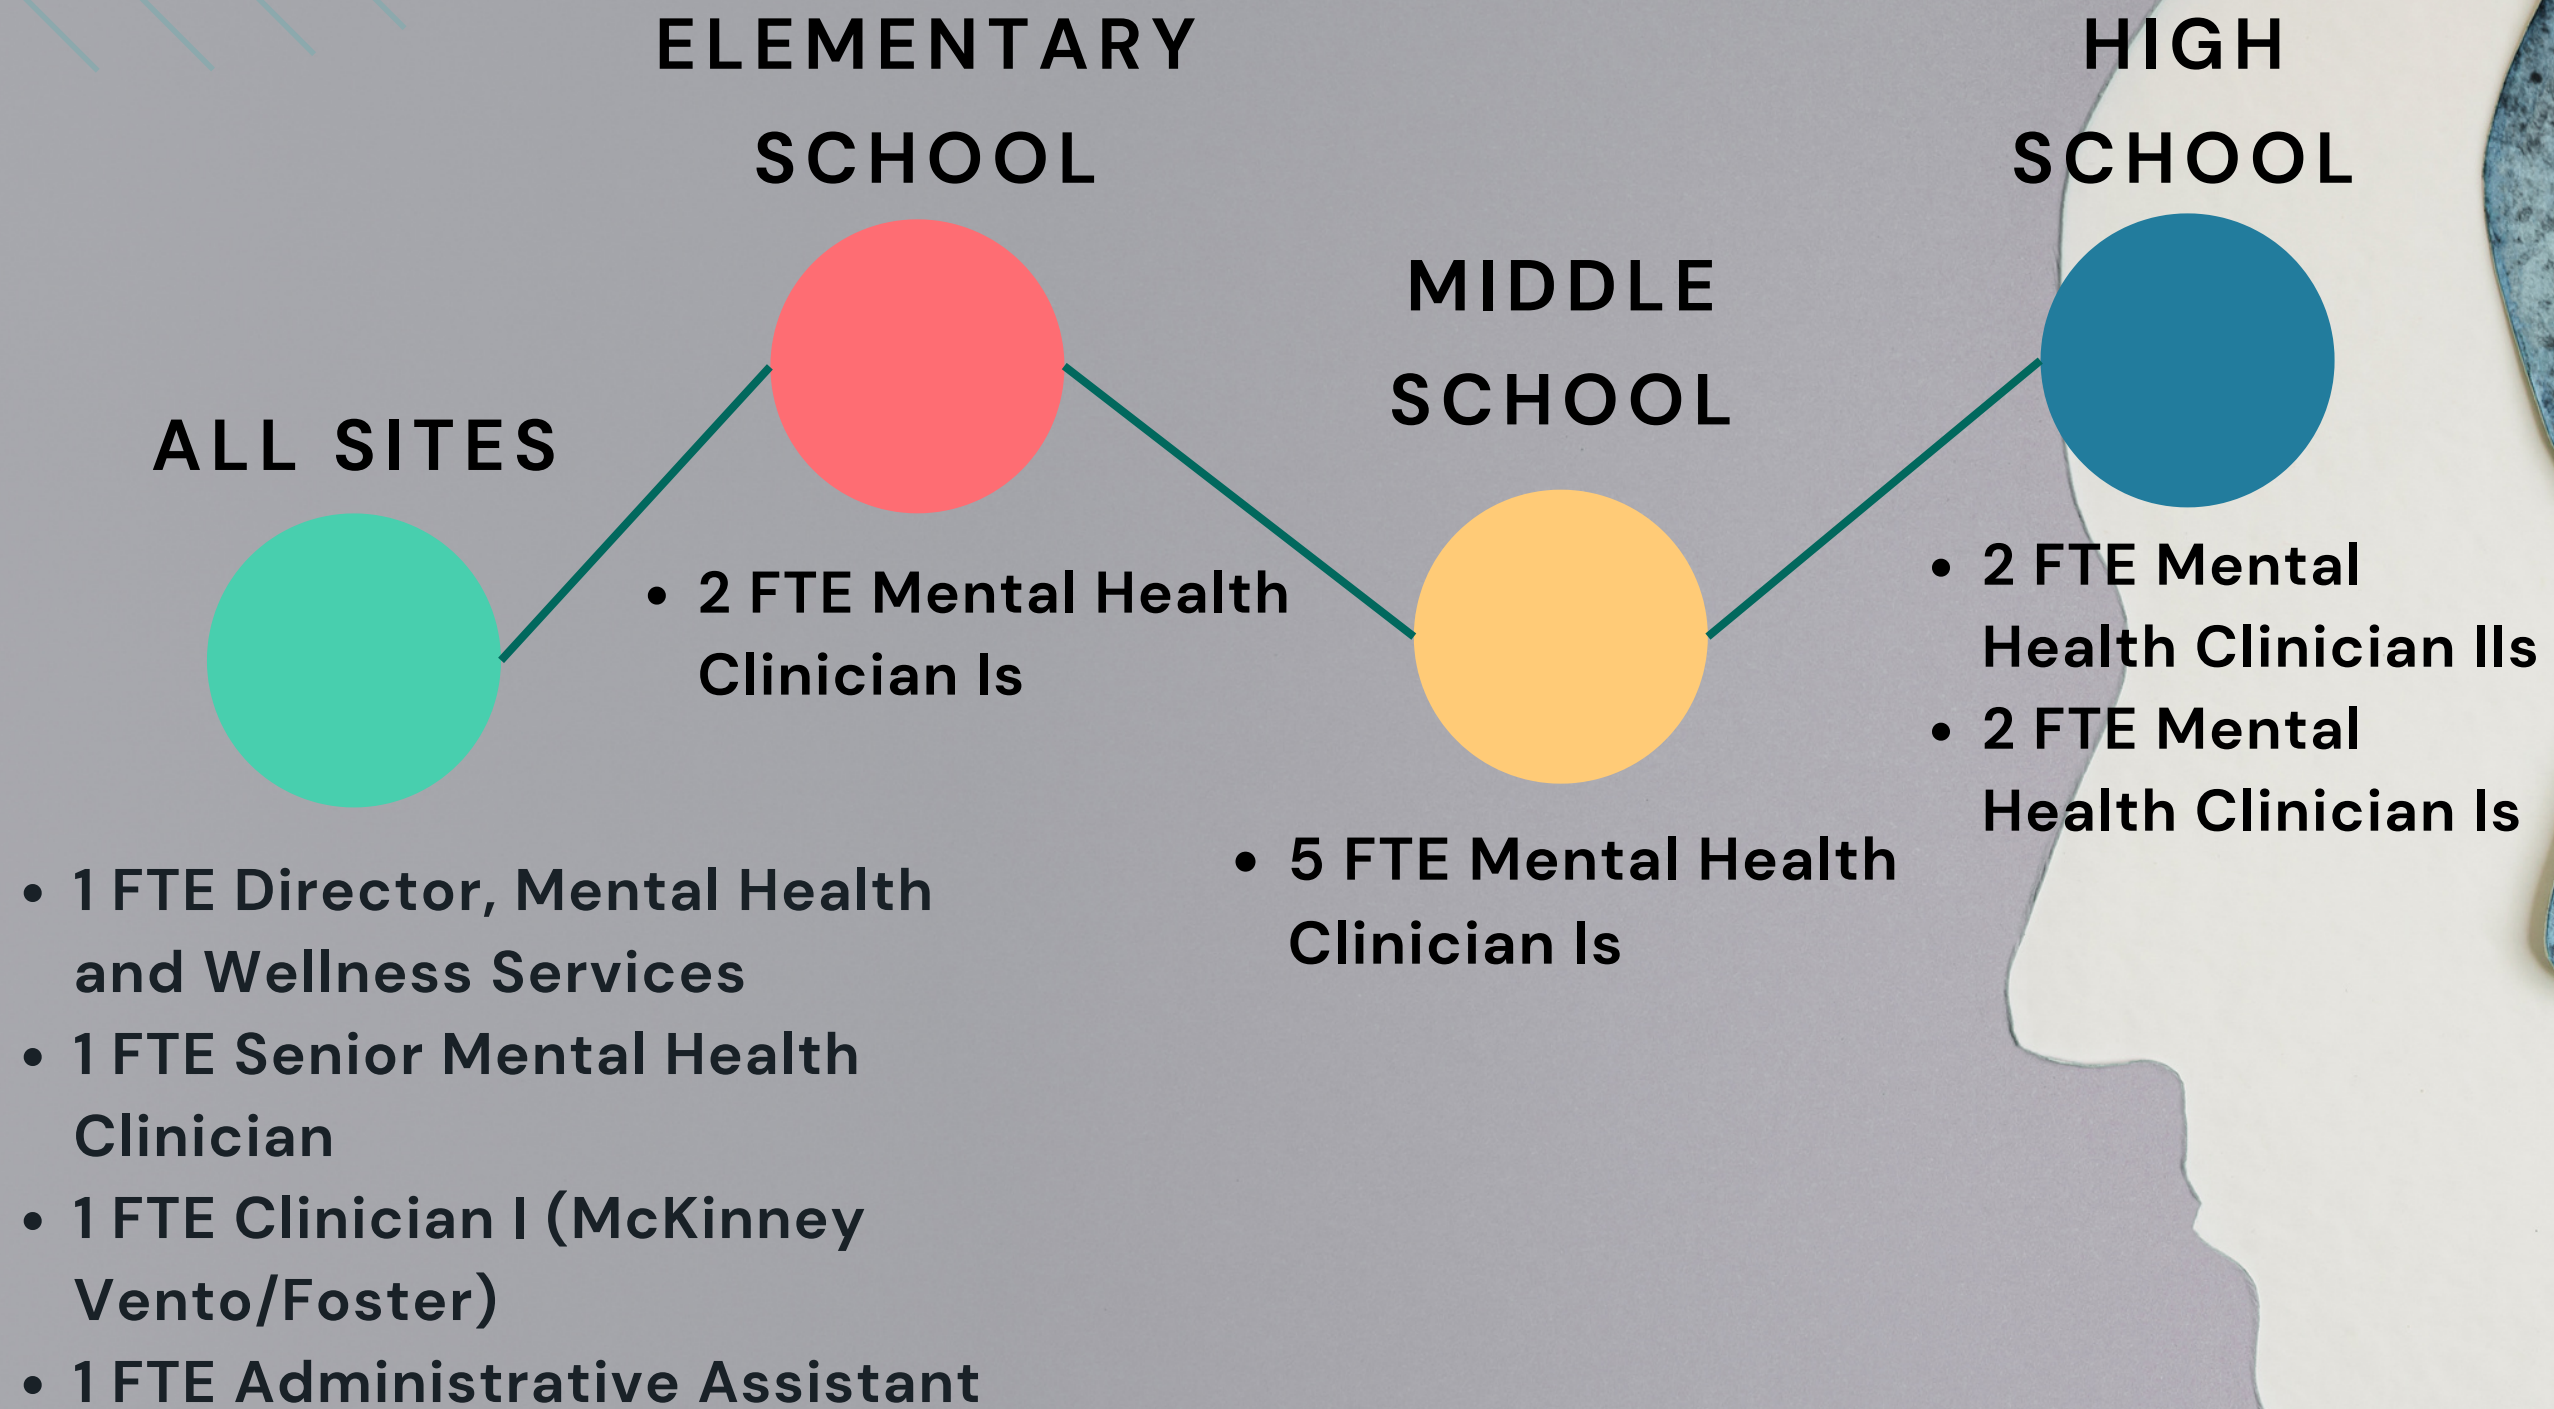 ALL SITES
• 1 FTE Director, Mental Health
and Wellness Services
• 1 FTE Senior Mental Health
Clinician
• 1 FTE Clinician I (McKinney
Vento/Foster)
• 1 FTE Administrative Assistant
ELEMENTARY
SCHOOL
• 2 FTE Mental Health
Clinician Is
MIDDLE
SCHOOL
• 5 FTE Mental Health
Clinician Is
HIGH
SCHOOL
• 2 FTE Mental
Health Clinician IIs
• 2 FTE Mental
Health Clinician Is